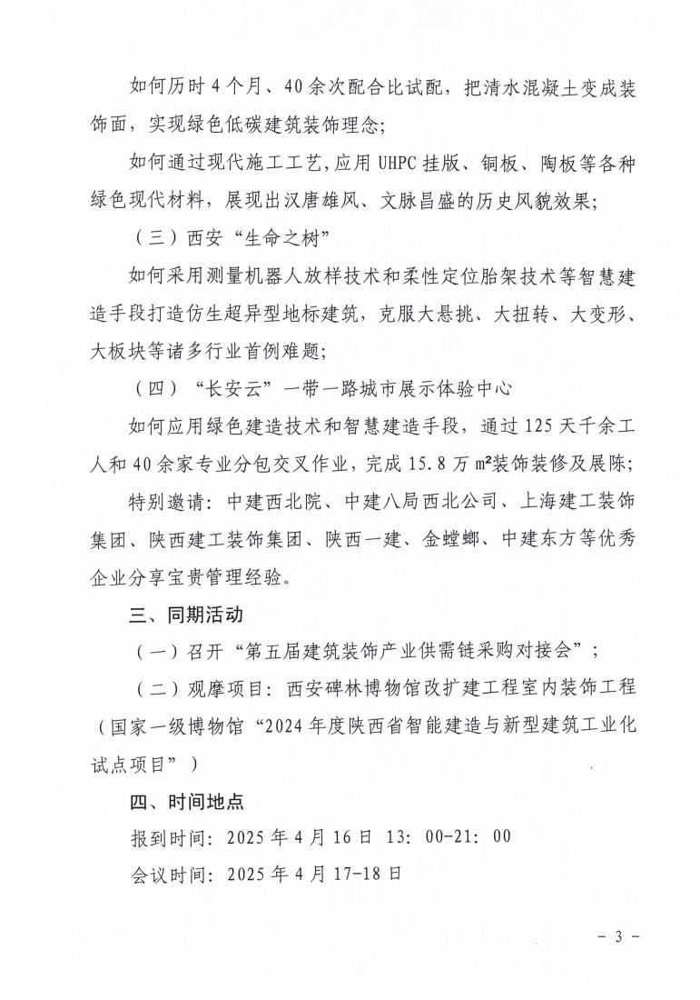 如何历时 4 个月、40 余次配合比试配，把清水混凝土变成装
饰面，实现绿色低碳建筑装饰理念；
如何通过现代施工工艺,应用 UHPC 挂版、铜板、陶板等各种
绿色现代材料，展现出汉唐雄风、文脉昌盛的历史风貌效果；
（三）西安“生命之树”
如何采用测量机器人放样技术和柔性定位胎架技术等智慧建
造手段打造仿生超异型地标建筑，克服大悬挑、大扭转、大变形、
大板块等诸多行业首例难题；
（四）“长安云”一带一路城市展示体验中心
如何应用绿色建造技术和智慧建造手段，通过 125 天千余工
人和 40 余家专业分包交叉作业，完成 15.8 万㎡装饰装修及展陈；
特别邀请：中建西北院、中建八局西北公司、上海建工装饰
集团、陕西建工装饰集团、陕西一建、金螳螂、中建东方等优秀
企业分享宝贵管理经验。
三、同期活动
（一）召开“第五届建筑装饰产业供需链采购对接会”；
（二）观摩项目：西安碑林博物馆改扩建工程室内装饰工程
（国家一级博物馆“2024 年度陕西省智能建造与新型建筑工业化
试点项目”）
四、时间地点
报到时间：2025 年 4 月 16 日 13：00-21：00
会议时间：2025 年 4 月 17-18 日
- 3 -